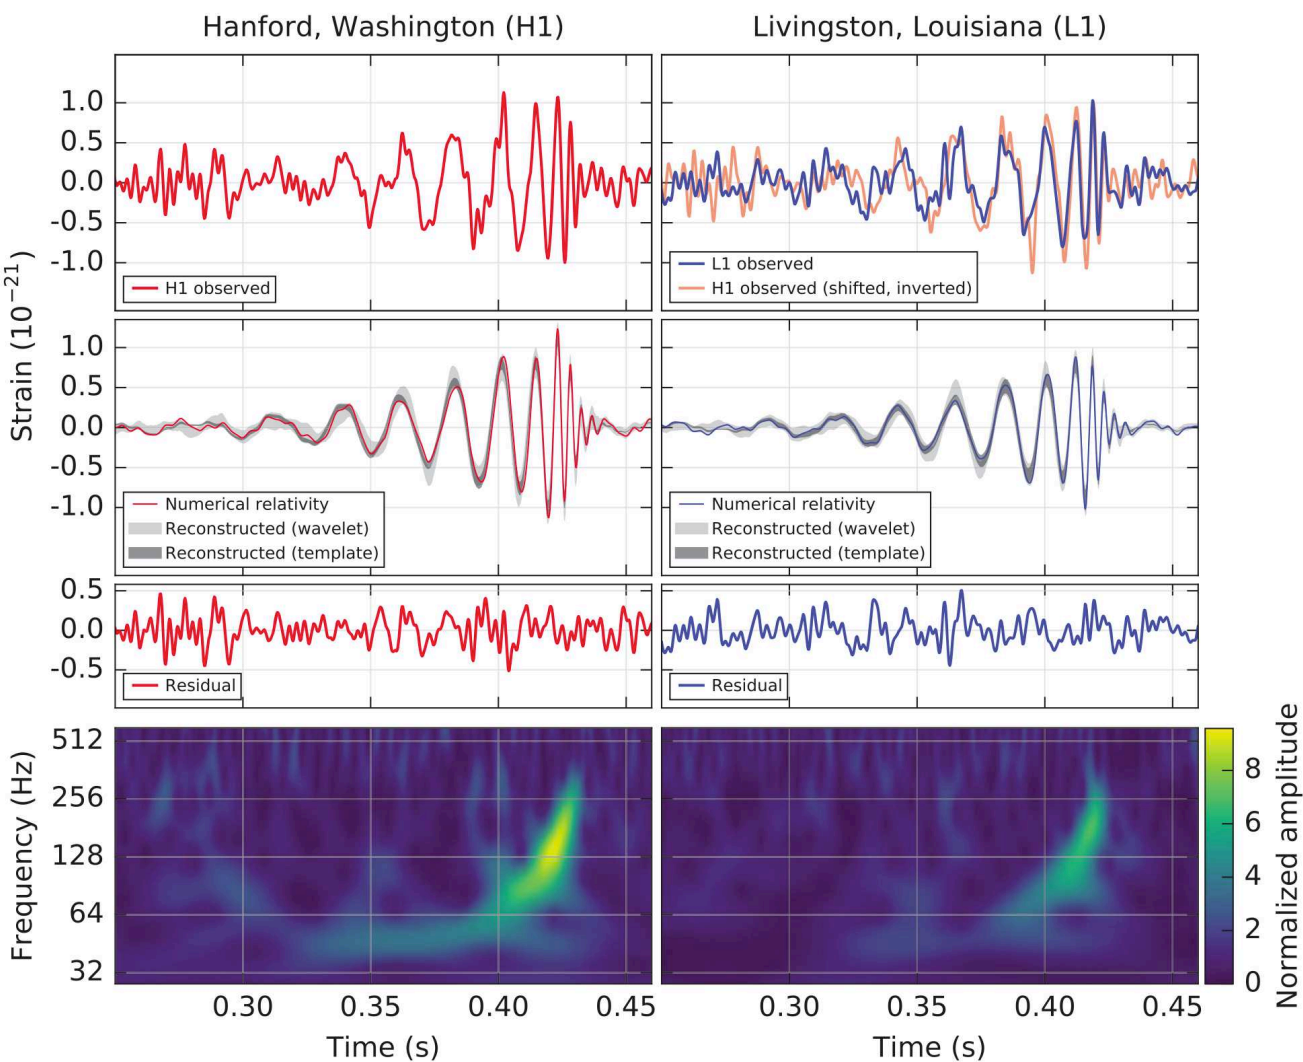 Hanford, Washington (H1)
Livingston, Louisiana (L1)
Strain (10⁻²¹)
1.0
0.5
0.0
-0.5
-1.0
H1 observed
L1 observed
H1 observed (shifted, inverted)
1.0
0.5
0.0
-0.5
-1.0
Numerical relativity
Reconstructed (wavelet)
Reconstructed (template)
Numerical relativity
Reconstructed (wavelet)
Reconstructed (template)
0.5
0.0
-0.5
Residual
Residual
Frequency (Hz)
512
256
128
64
32
0.30 0.35 0.40 0.45
Time (s)
0.30 0.35 0.40 0.45
Time (s)
8
6
4
2
0
Normalized amplitude